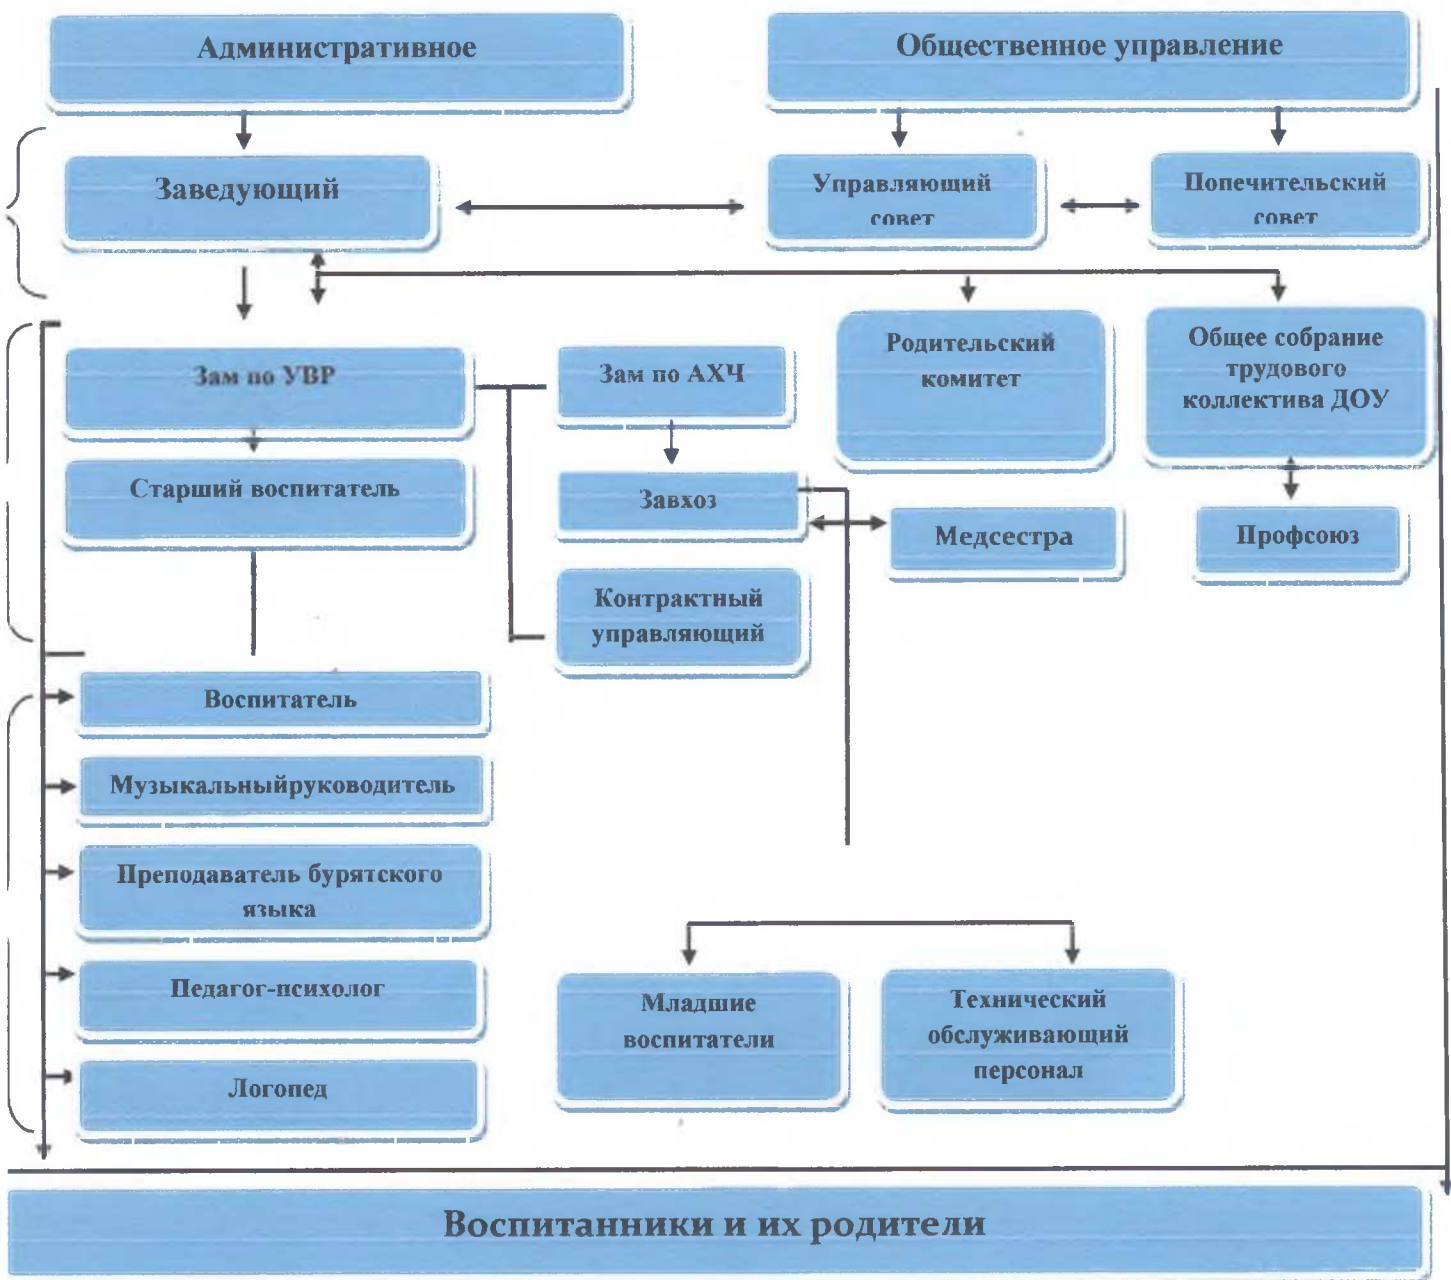 Административное
Общественное управление
Заведующий
Управляющий
совет
Попечительский
совет
Зам по УВР
Зам по АХЧ
Родительский
комитет
Общее собрание
трудового
коллектива ДОУ
Старший воспитатель
Завхоз
Медсестра
Профсоюз
Контрактный
управляющий
Воспитатель
Музыкальныйруководитель
Преподаватель бурятского
языка
Педагог-психолог
Логопед
Младшие
воспитатели
Технический
обслуживающий
персонал
Воспитанники и их родители